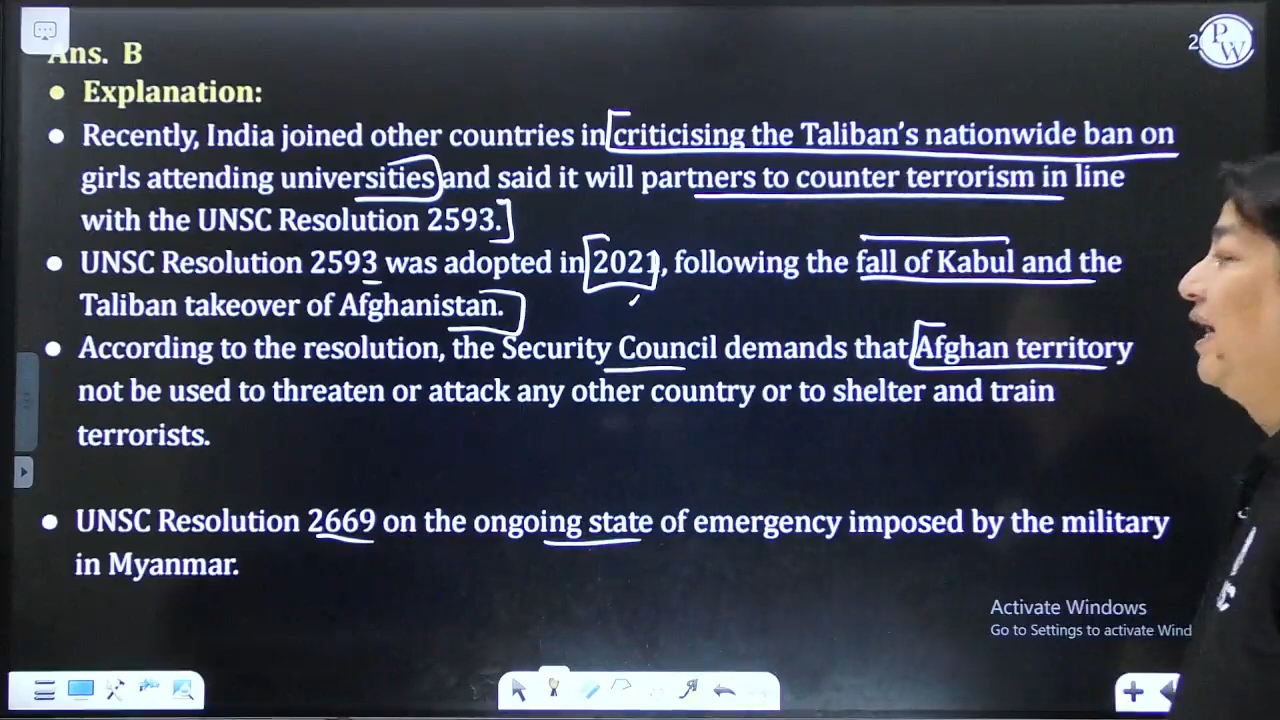 Ans. B
2
PW
• Explanation:
• Recently, India joined other countries in criticising the Taliban's nationwide ban on
girls attending universities and said it will partners to counter terrorism in line
with the UNSC Resolution 2593.
• UNSC Resolution 2593 was adopted in 2021, following the fall of Kabul and the
Taliban takeover of Afghanistan.
• According to the resolution, the Security Council demands that Afghan territory
not be used to threaten or attack any other country or to shelter and train
terrorists.
• UNSC Resolution 2669 on the ongoing state of emergency imposed by the military
in Myanmar.
Activate Windows
Go to Settings to activate Wind